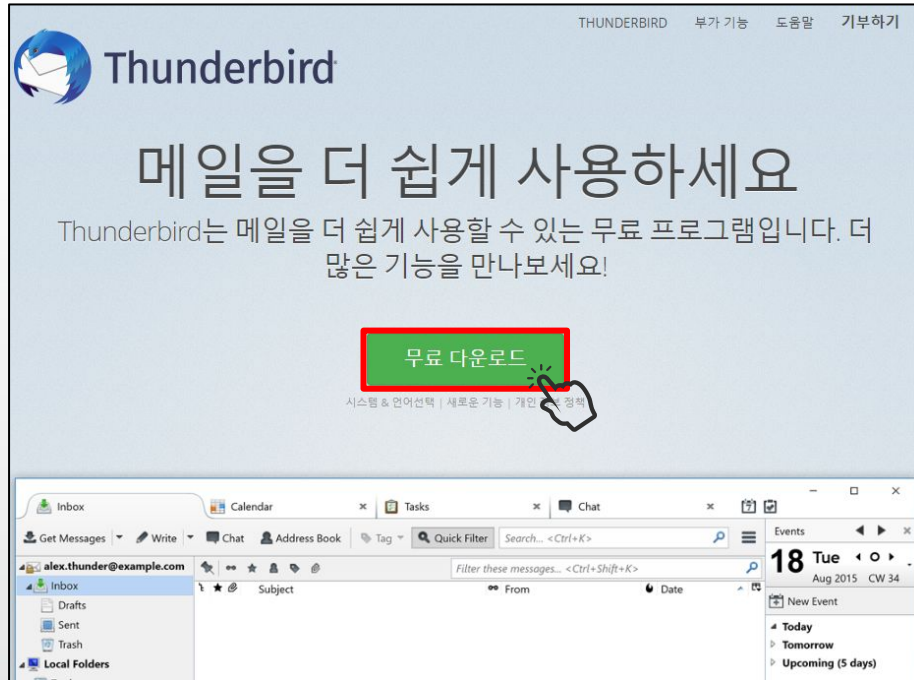 THUNDERBIRD 부가 기능 도움말 기부하기
Thunderbird
메일을 더 쉽게 사용하세요
Thunderbird는 메일을 더 쉽게 사용할 수 있는 무료 프로그램입니다. 더
많은 기능을 만나보세요!
무료 다운로드
시스템 & 언어선택 | 새로운 기능 | 개인 정책
Inbox Calendar Tasks Chat
Get Messages Write Chat Address Book Tag Quick Filter Search... <Ctrl+K> Events
alex.thunder@example.com Filter these messages... <Ctrl+Shift+K> 18 Tue
Aug 2015 CW 34
Inbox Subject From Date
Drafts New Event
Sent Today
Trash Tomorrow
Local Folders Upcoming (5 days)